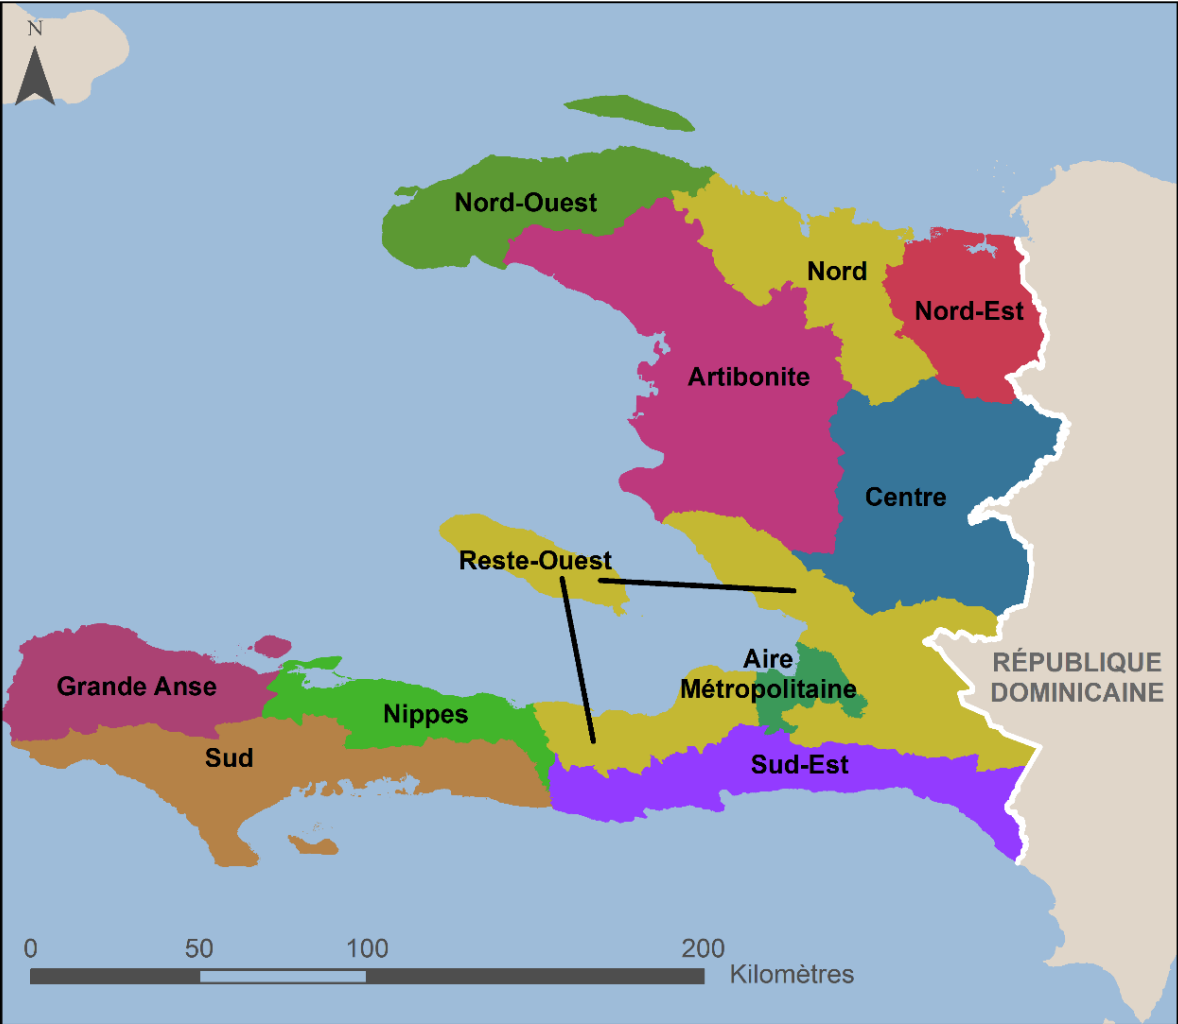 N
Nord-Ouest
Nord
Nord-Est
Artibonite
Centre
Reste-Ouest
Aire
Métropolitaine
RÉPUBLIQUE
DOMINICAINE
Grande Anse
Nippes
Sud
Sud-Est
0 50 100 200
Kilomètres